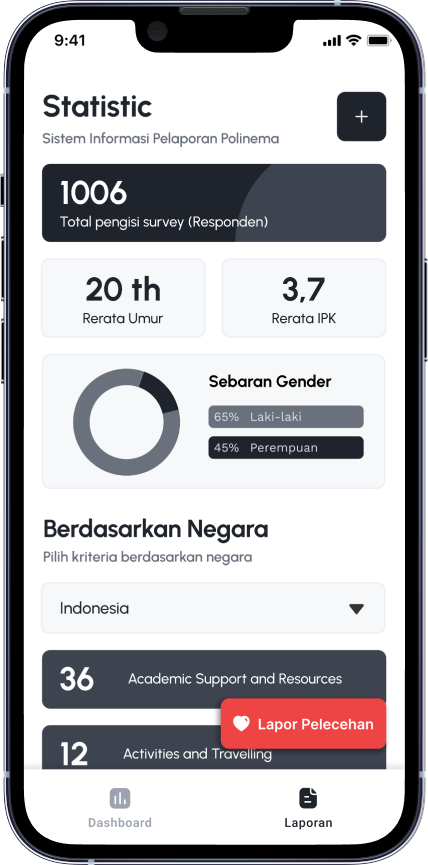 9:41
Statistic
Sistem Informasi Pelaporan Polinema
+
1006
Total pengisi survey (Responden)
20 th
Rerata Umur
3,7
Rerata IPK
Sebaran Gender
65% Laki-laki
45% Perempuan
Berdasarkan Negara
Pilih kriteria berdasarkan negara
Indonesia
36 Academic Support and Resources
Lapor Pelecehan
12 Activities and Travelling
Dashboard
Laporan